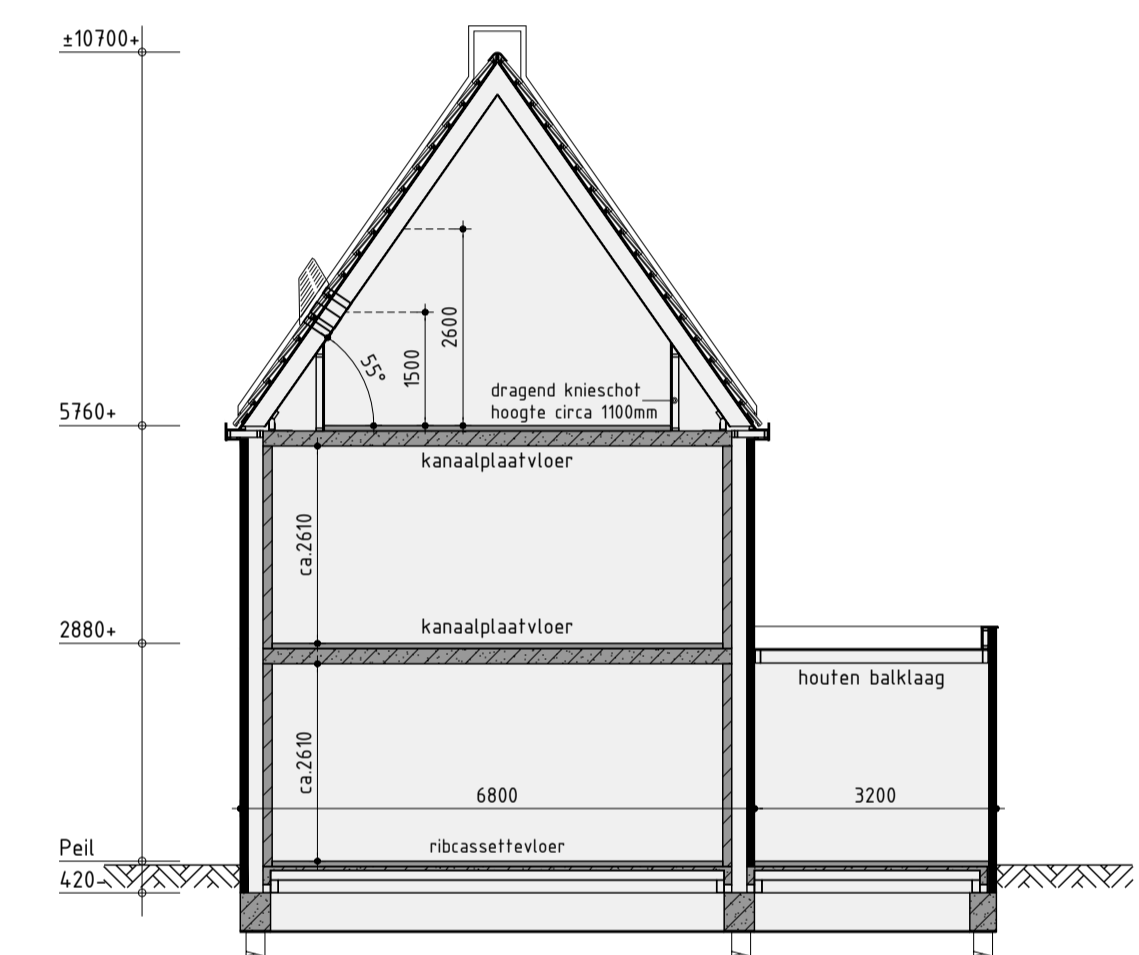 ±10700+
2600
1500
55°
dragend knieschot
hoogte circa 1100mm
5760+
kanaalplaatvloer
ca.2610
2880+
kanaalplaatvloer
houten balklaag
ca.2610
6800
3200
Peil
ribcassettevloer
420-